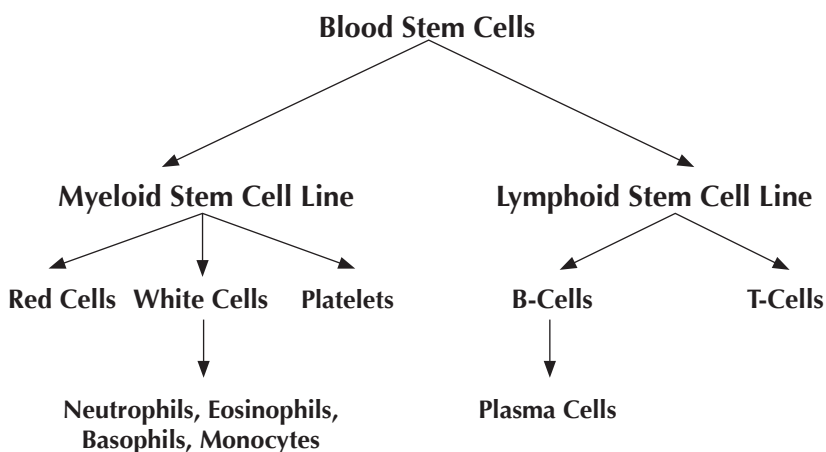 Blood Stem Cells
Myeloid Stem Cell Line
Lymphoid Stem Cell Line
Red Cells
White Cells
Platelets
B-Cells
T-Cells
Neutrophils, Eosinophils,
Basophils, Monocytes
Plasma Cells